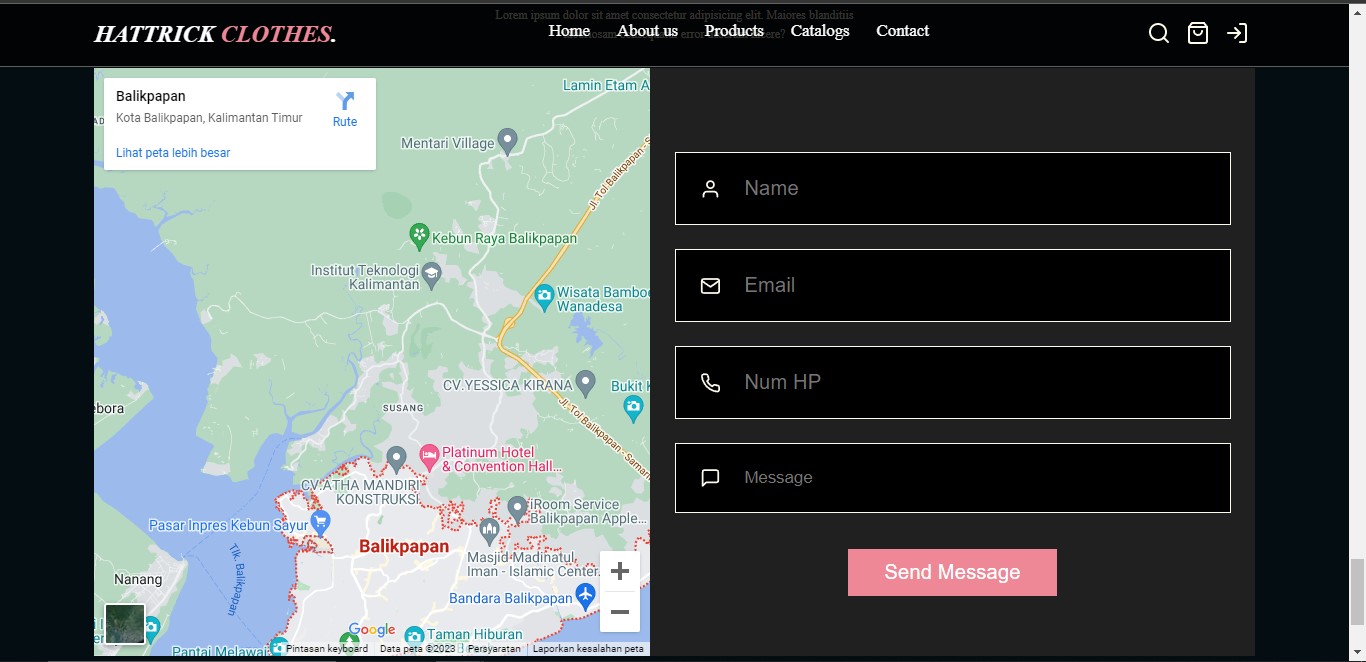 Lorem ipsum dolor sit amet consectetur adipisicing elit. Maiores blanditiis
HATTRICK CLOTHES.
Home About us Products Catalogs Contact
error
Balikpapan
Kota Balikpapan, Kalimantan Timur
Rute
Lihat peta lebih besar
Lamin Etam A
Mentari Village
Jl. Tol Balikpapan - S
Kebun Raya Balikpapan
Institut Teknologi
Kalimantan
Wisata Bamboo
Wanadesa
CV.YESSICA KIRANA
Bukit K
ebora
SUSANG
Jl. Tol Balikpapan - Samari
Platinum Hotel
& Convention Hall...
CV.ATHA MANDIRI
KONSTRUKSI
iRoom Service
Balikpapan Apple...
Pasar Inpres Kebun Sayur
Balikpapan
Masjid Madinatul
Iman - Islamic Center
Tlk. Balikpapan
Nanang
Bandara Balikpapan
Google
Taman Hiburan
Pantai Melawai
Pintasan keyboard Data peta ©2023 Persyaratan Laporkan kesalahan peta
Name
Email
Num HP
Message
Send Message